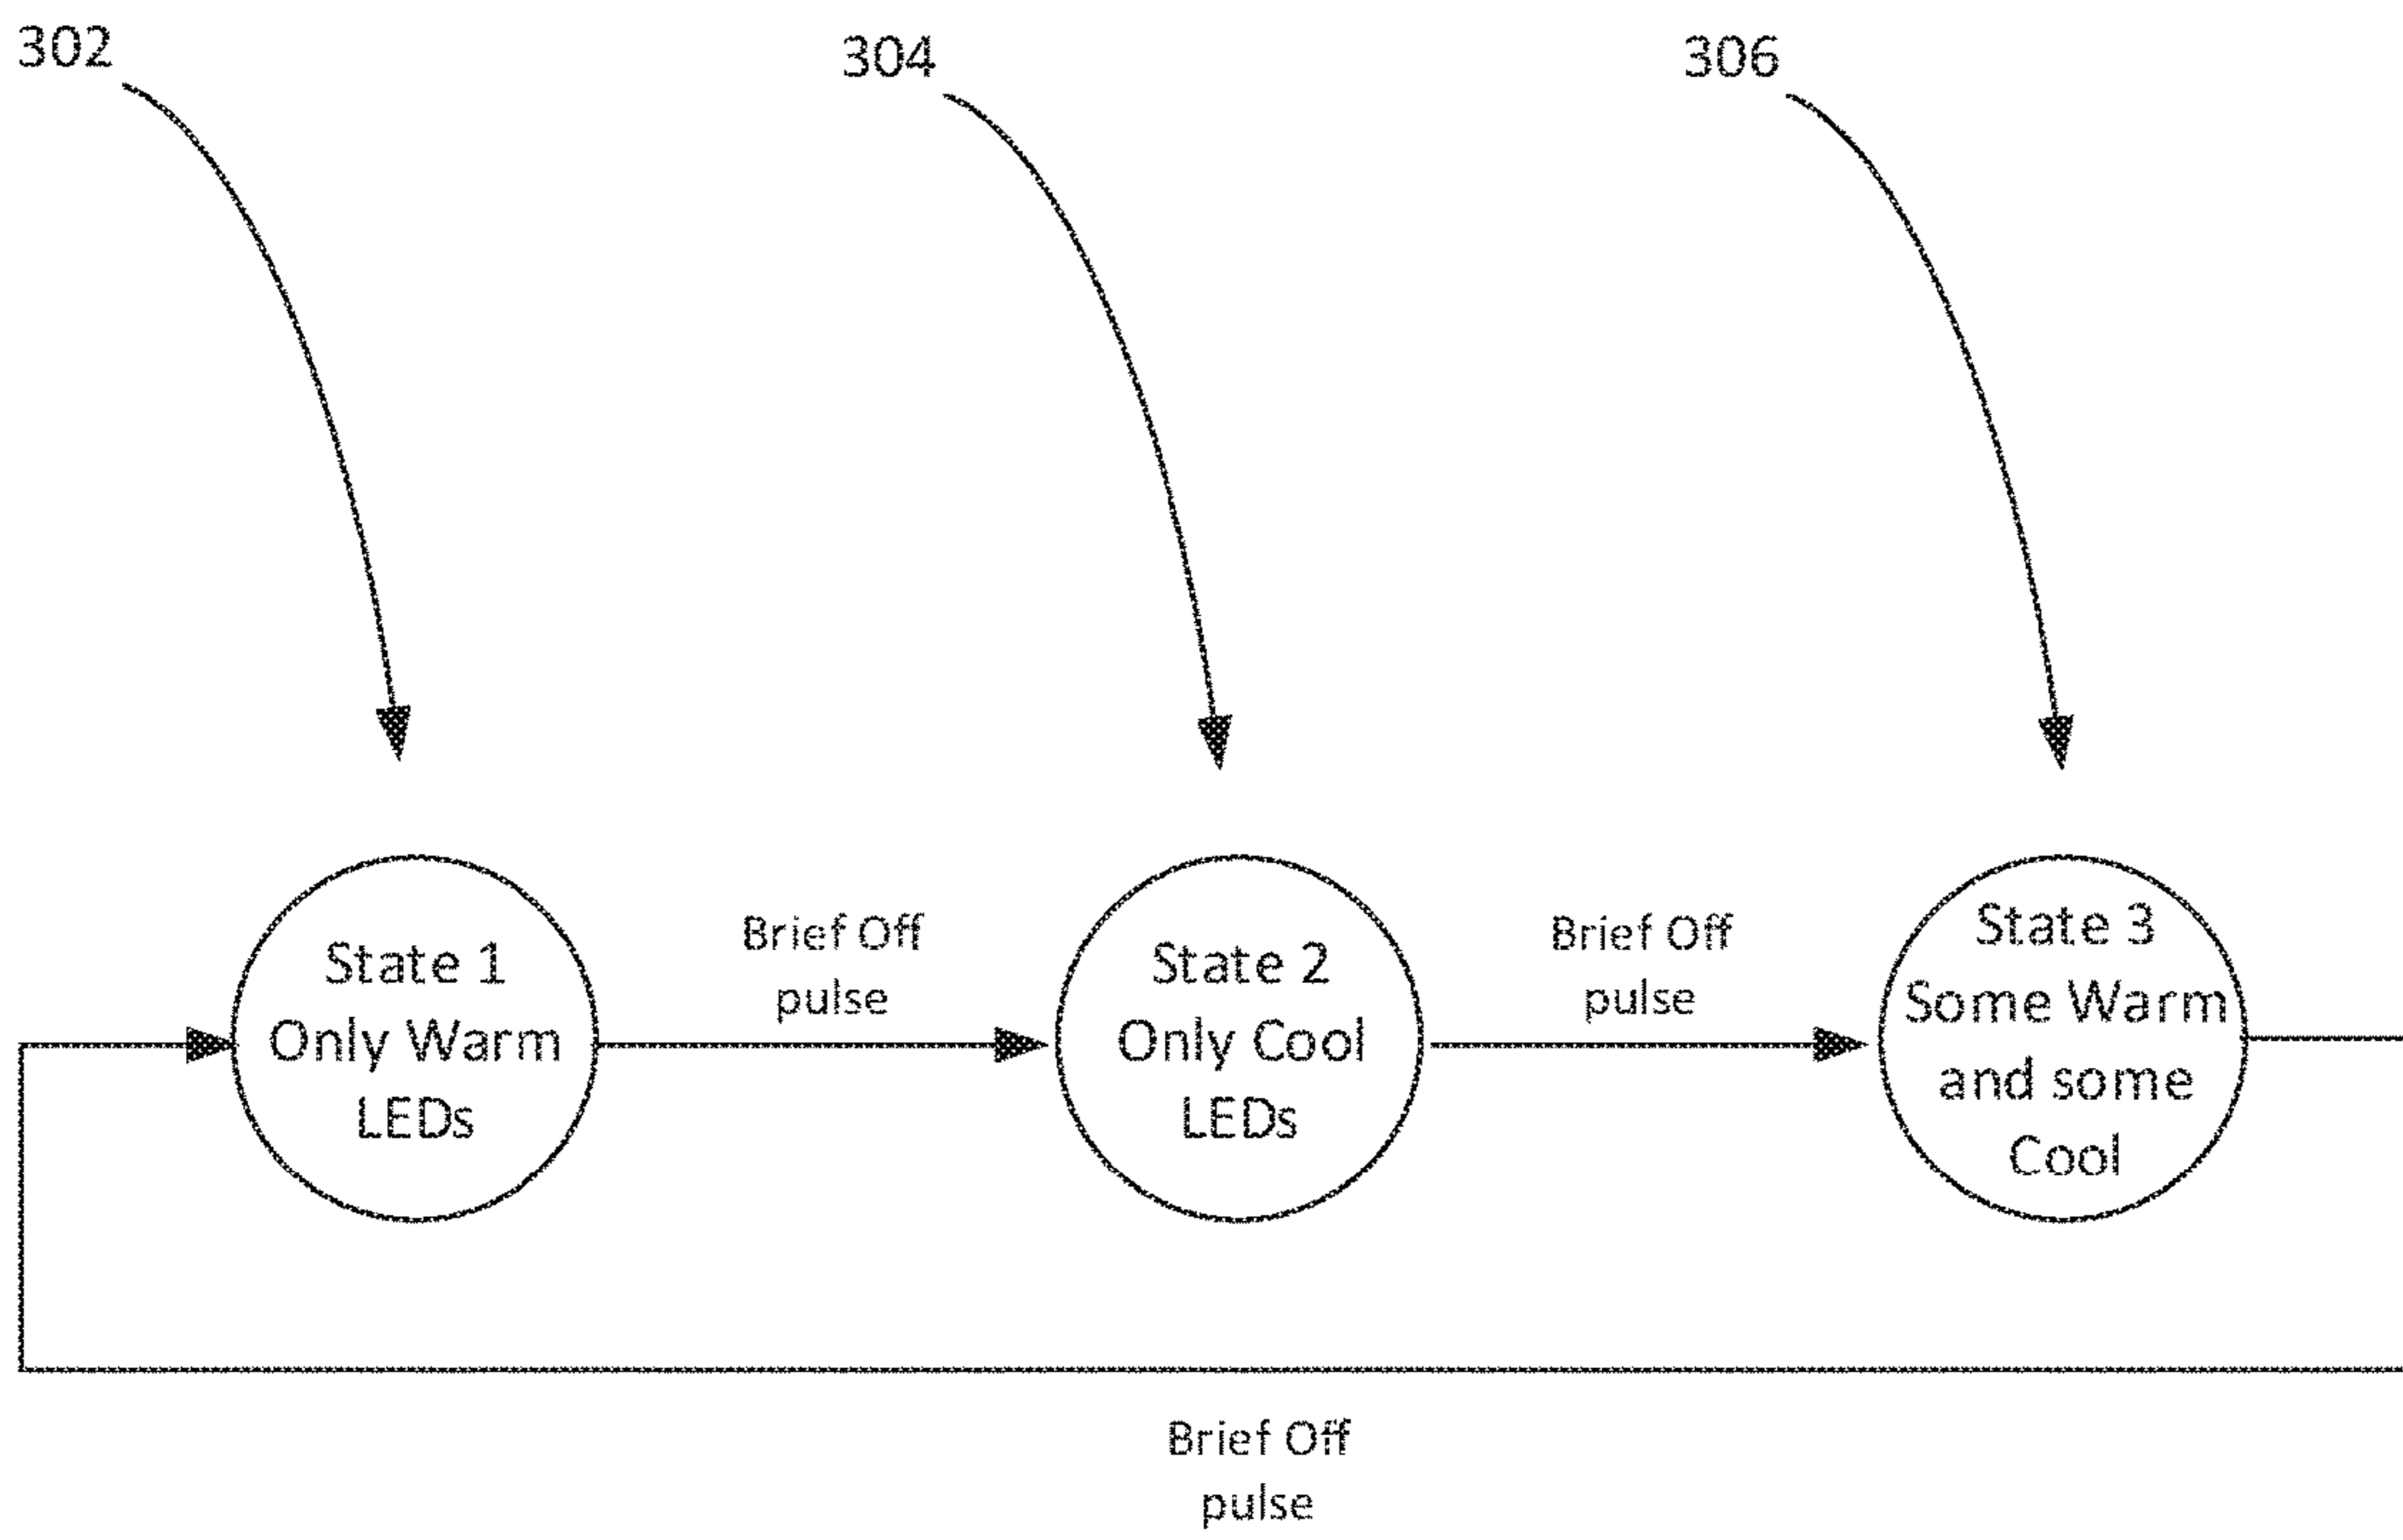 302
304
306
State 1
Only Warm
LEDs
Brief Off
pulse
State 2
Only Cool
LEDs
Brief Off
pulse
State 3
Some Warm
and some
Cool
Brief Off
pulse